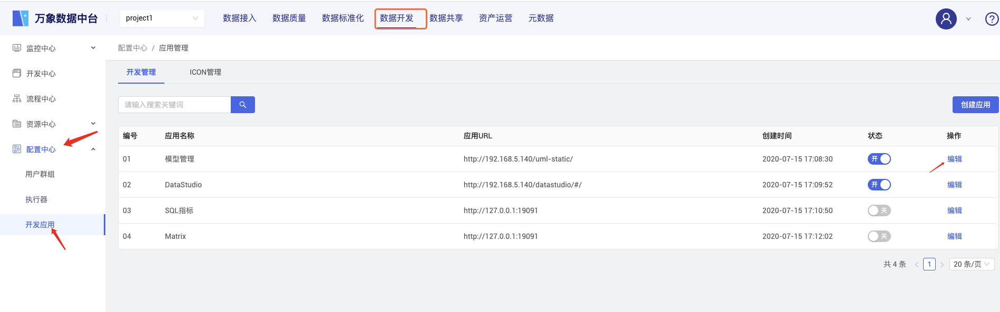 万象数据中台
project1
数据接入 数据质量 数据标准化 数据开发 数据共享 资产运营 元数据
监控中心
开发中心
流程中心
资源中心
配置中心
用户群组
执行器
开发应用
配置中心 / 应用管理
开发管理 ICON管理
请输入搜索关键词
创建应用
编号 应用名称 应用URL 创建时间 状态 操作
01 模型管理 http://192.168.5.140/uml-static/ 2020-07-15 17:08:30 开 编辑
02 DataStudio http://192.168.5.140/datastudio/#/ 2020-07-15 17:09:52 开 编辑
03 SQL指标 http://127.0.0.1:19091 2020-07-15 17:10:50 关 编辑
04 Matrix http://127.0.0.1:19091 2020-07-15 17:12:02 关 编辑
共 4 条 < 1 > 20 条/页